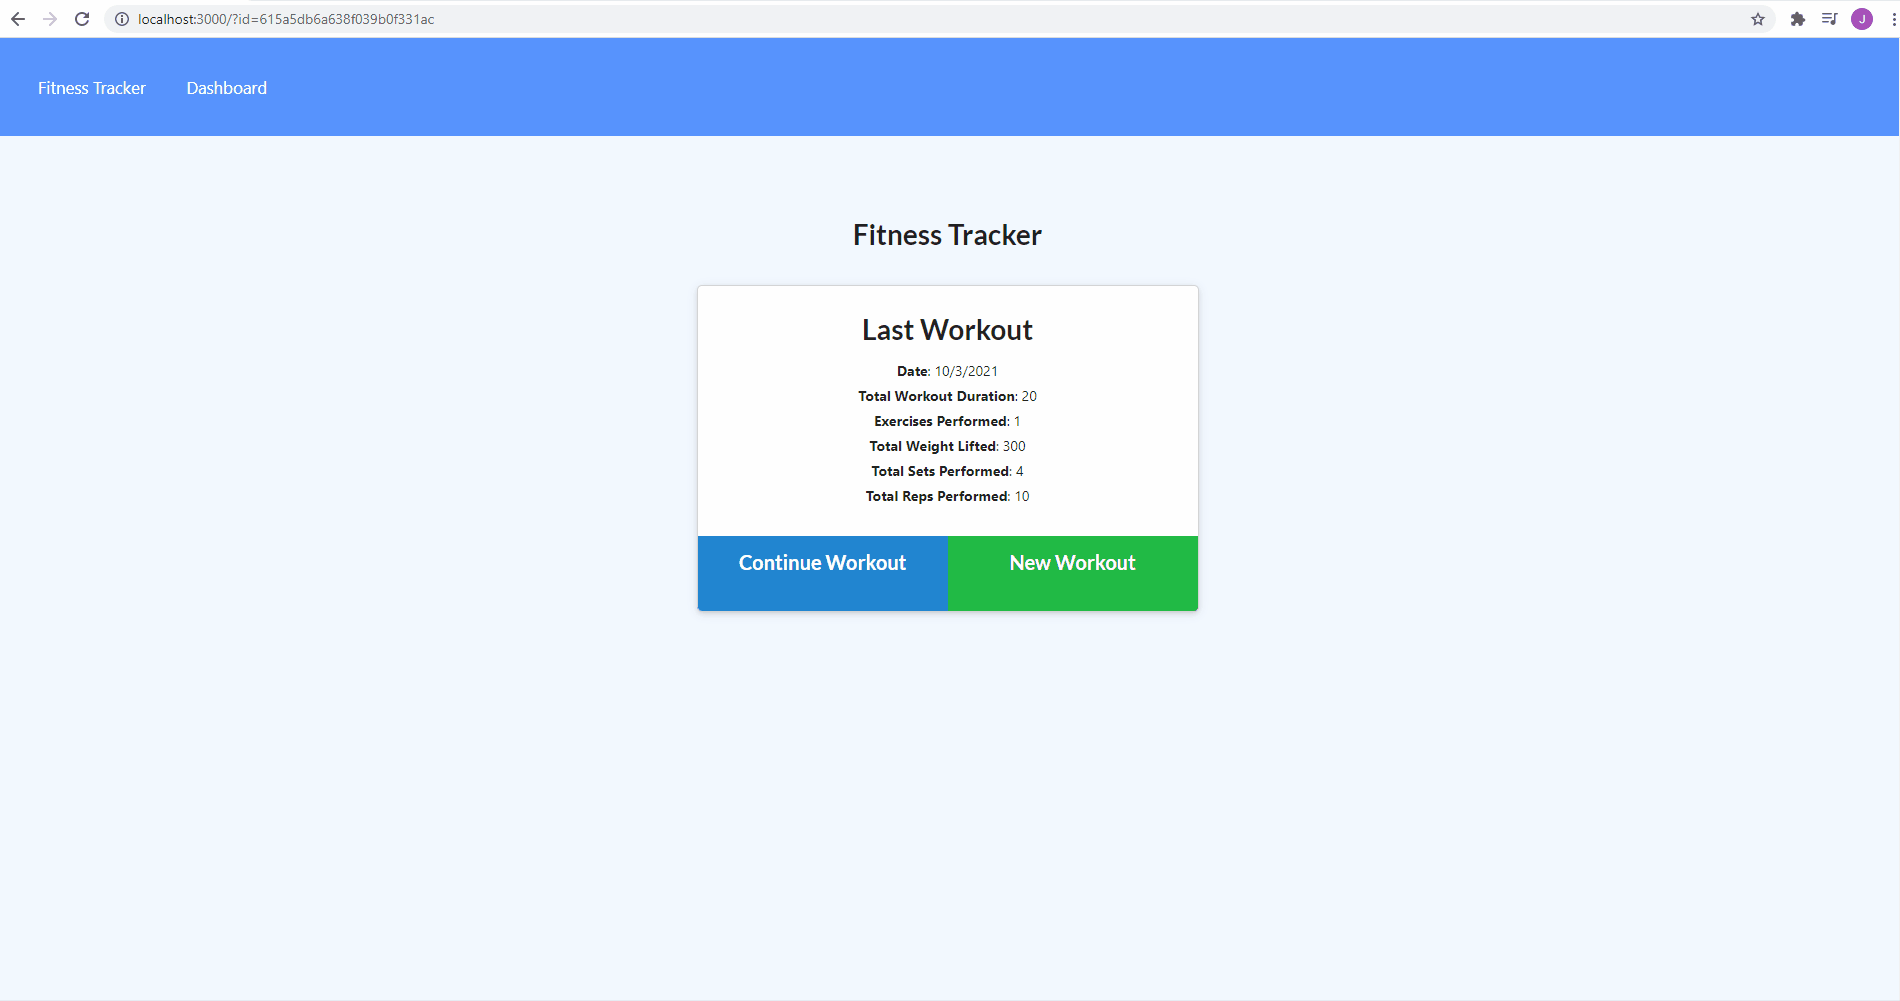 localhost:3000/?id=615a5db6a638f039b0f331ac
J
Fitness Tracker
Dashboard
Fitness Tracker
Last Workout
Date: 10/3/2021
Total Workout Duration: 20
Exercises Performed: 1
Total Weight Lifted: 300
Total Sets Performed: 4
Total Reps Performed: 10
Continue Workout
New Workout